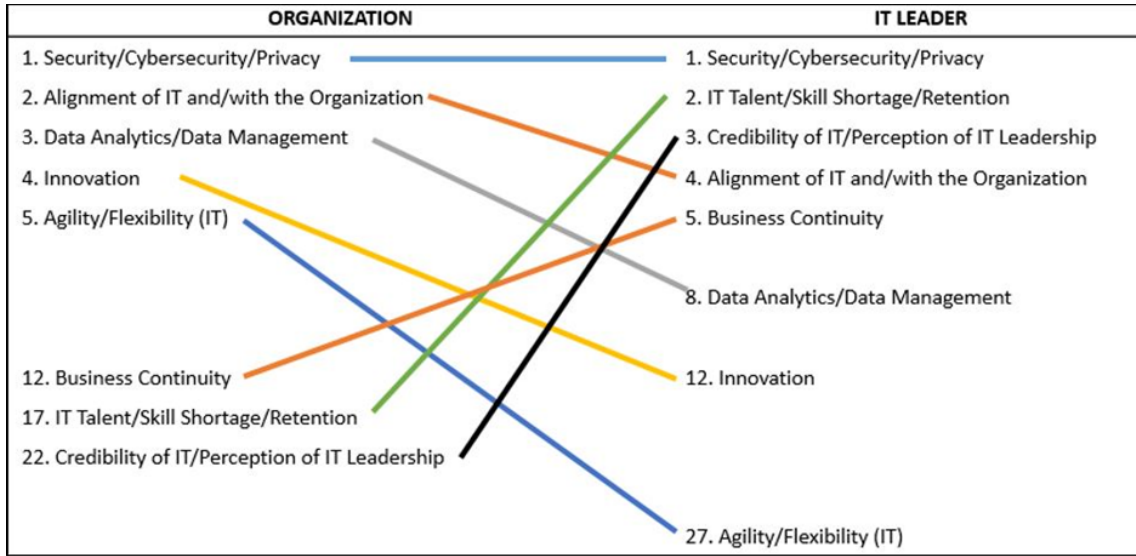 ORGANIZATION
1. Security/Cybersecurity/Privacy
2. Alignment of IT and/with the Organization
3. Data Analytics/Data Management
4. Innovation
5. Agility/Flexibility (IT)
12. Business Continuity
17. IT Talent/Skill Shortage/Retention
22. Credibility of IT/Perception of IT Leadership
IT LEADER
1. Security/Cybersecurity/Privacy
2. IT Talent/Skill Shortage/Retention
3. Credibility of IT/Perception of IT Leadership
4. Alignment of IT and/with the Organization
5. Business Continuity
8. Data Analytics/Data Management
12. Innovation
27. Agility/Flexibility (IT)